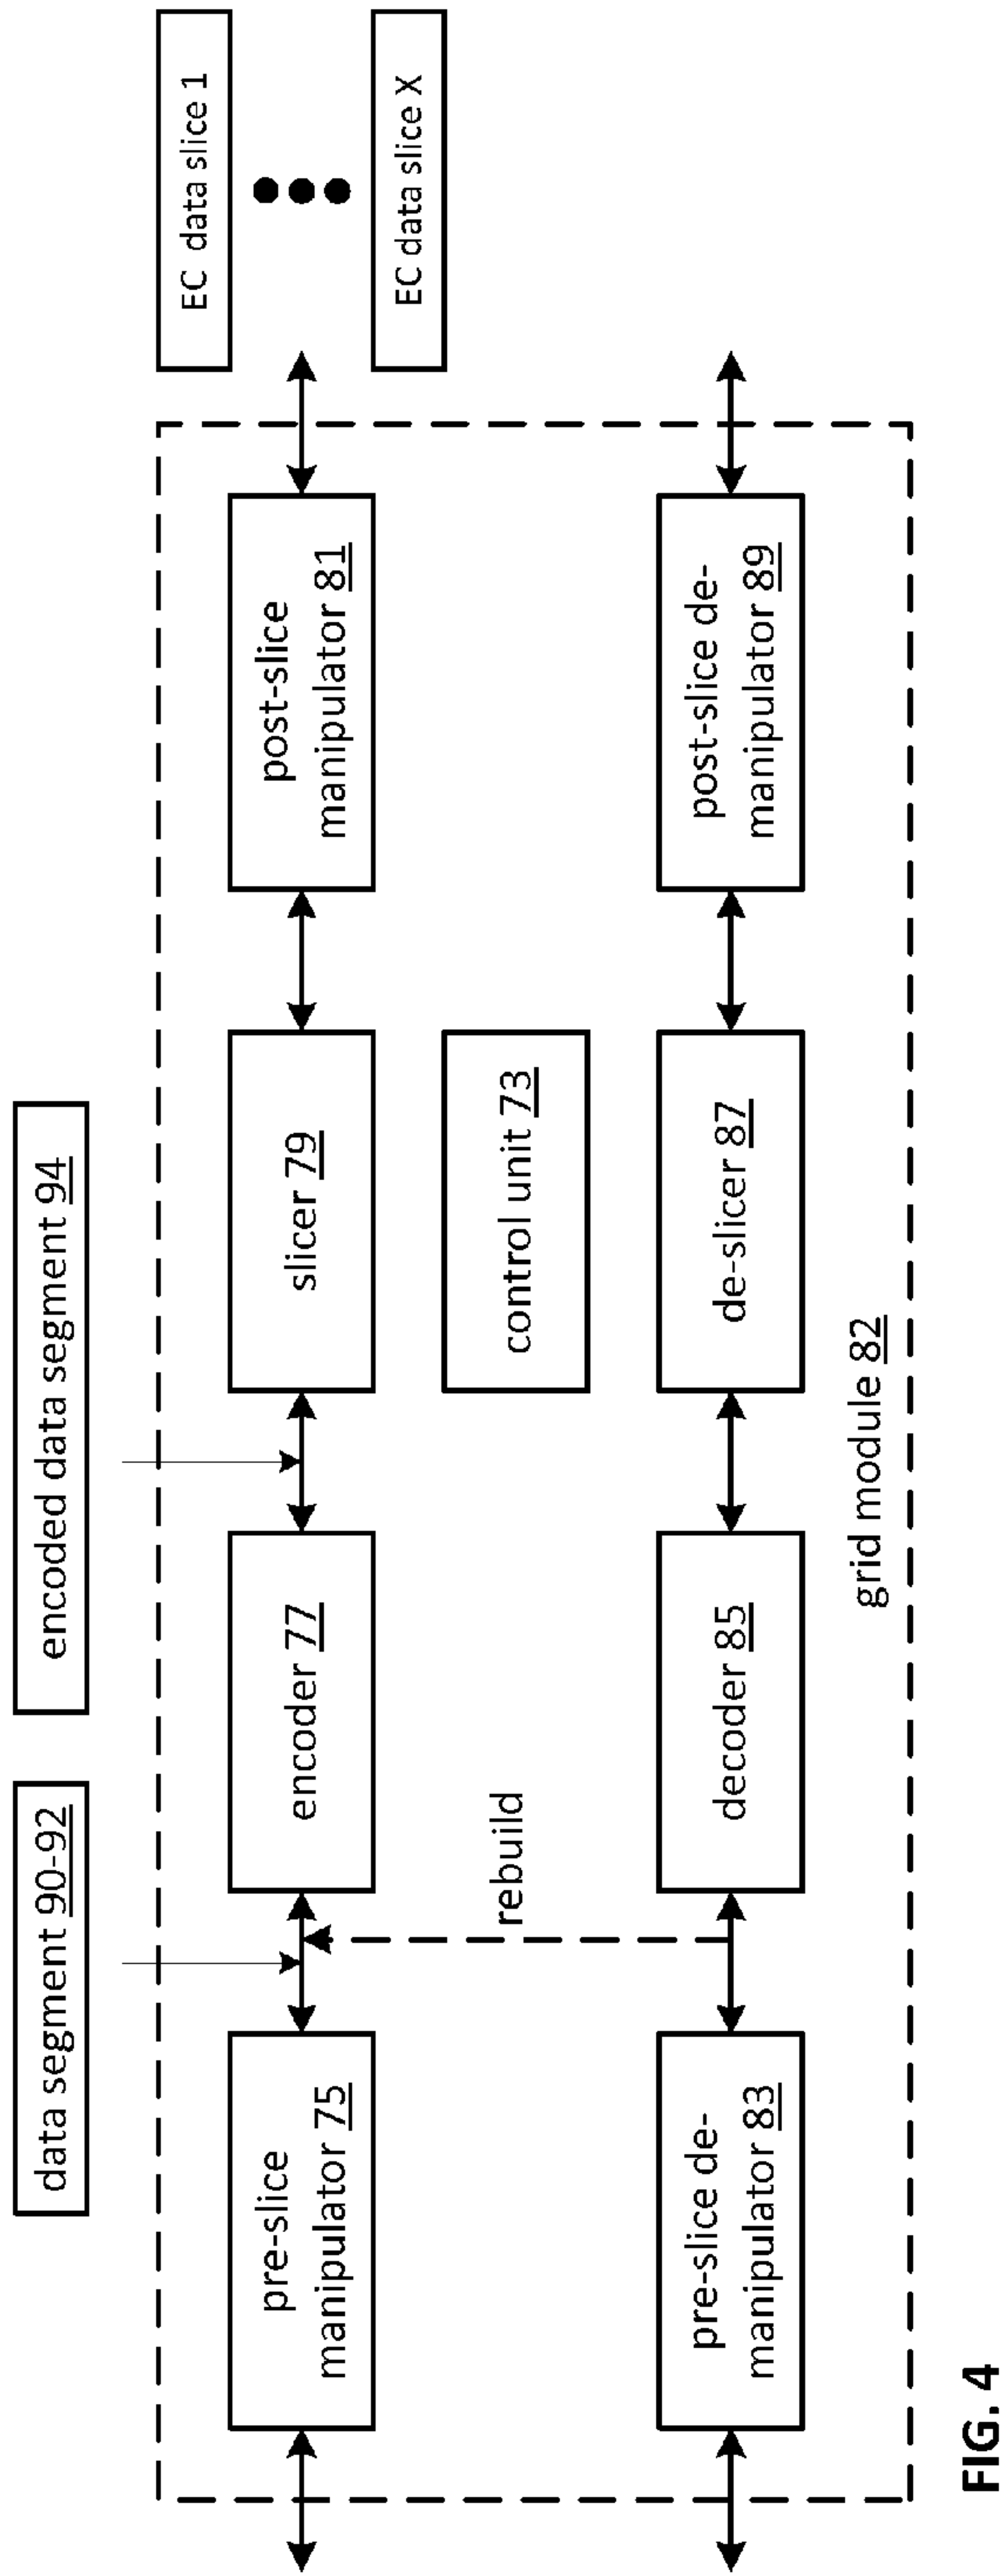 data segment 90-92
encoded data segment 94
EC data slice 1
EC data slice X
pre-slice
manipulator 75
encoder 77
slicer 79
post-slice
manipulator 81
rebuild
control unit 73
pre-slice de-
manipulator 83
decoder 85
de-slicer 87
post-slice de-
manipulator 89
grid module 82
FIG. 4